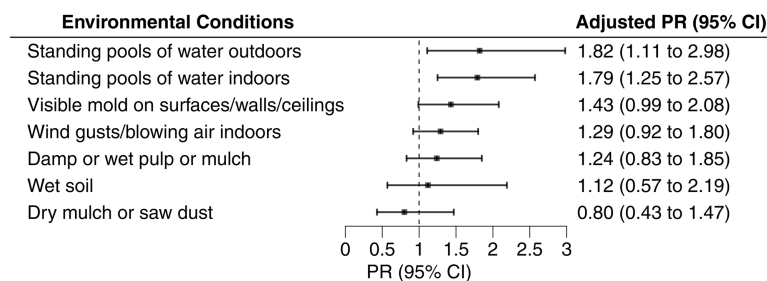 Environmental Conditions Adjusted PR (95% CI)
Standing pools of water outdoors 1.82 (1.11 to 2.98)
Standing pools of water indoors 1.79 (1.25 to 2.57)
Visible mold on surfaces/walls/ceilings 1.43 (0.99 to 2.08)
Wind gusts/blowing air indoors 1.29 (0.92 to 1.80)
Damp or wet pulp or mulch 1.24 (0.83 to 1.85)
Wet soil 1.12 (0.57 to 2.19)
Dry mulch or saw dust 0.80 (0.43 to 1.47)
0 0.5 1 1.5 2 2.5 3
PR (95% CI)